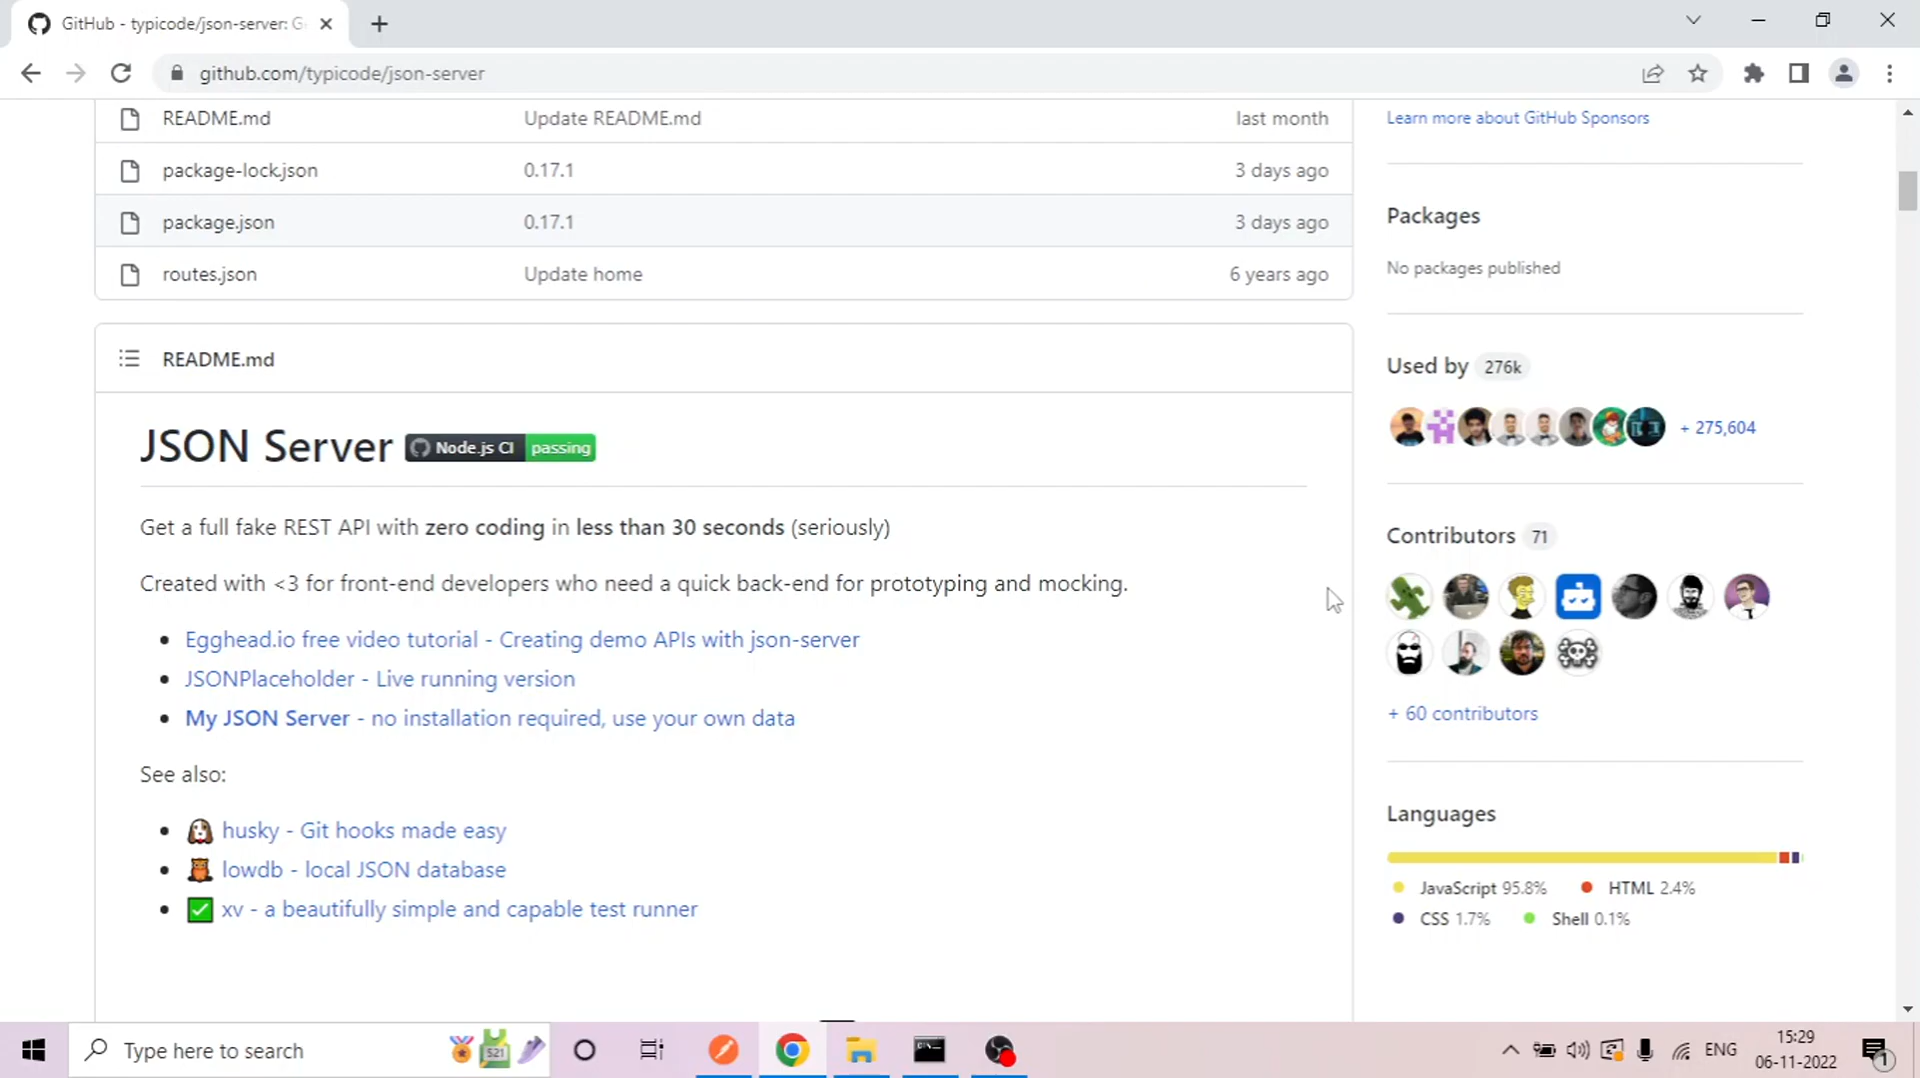 GitHub - typicode/json-server: G
github.com/typicode/json-server
README.md Update README.md last month
package-lock.json 0.17.1 3 days ago
package.json 0.17.1 3 days ago
routes.json Update home 6 years ago
README.md
JSON Server Node.js CI passing
Get a full fake REST API with zero coding in less than 30 seconds (seriously)
Created with <3 for front-end developers who need a quick back-end for prototyping and mocking.
Egghead.io free video tutorial - Creating demo APIs with json-server
JSONPlaceholder - Live running version
My JSON Server - no installation required, use your own data
See also:
husky - Git hooks made easy
lowdb - local JSON database
xv - a beautifully simple and capable test runner
Learn more about GitHub Sponsors
Packages
No packages published
Used by 276k
+ 275,604
Contributors 71
+ 60 contributors
Languages
JavaScript 95.8% HTML 2.4%
CSS 1.7% Shell 0.1%
Type here to search
521
ENG
15:29
06-11-2022
1